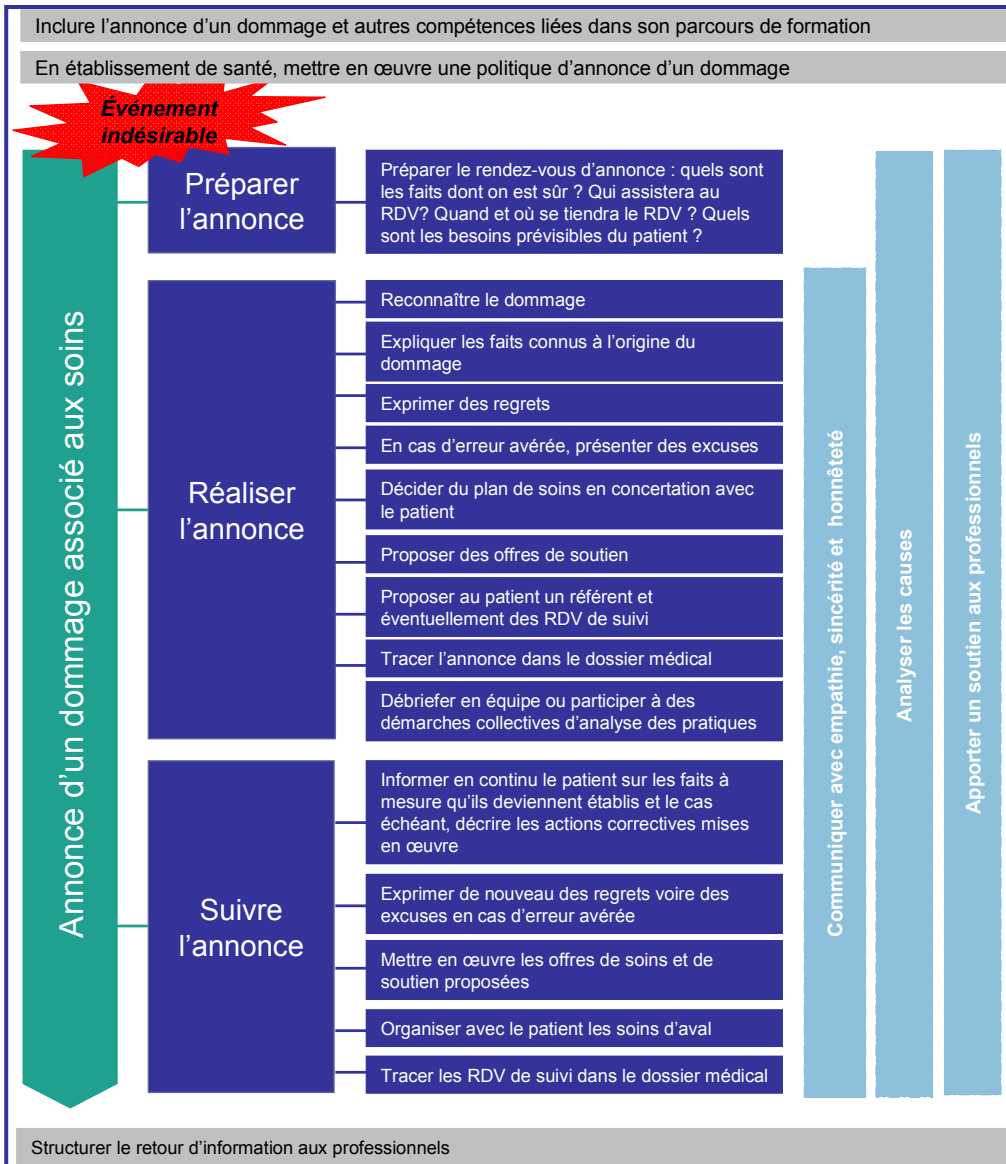 Inclure l'annonce d'un dommage et autres compétences liées dans son parcours de formation
En établissement de santé, mettre en œuvre une politique d'annonce d'un dommage
Événement
indésirable
Annonce d'un dommage associé aux soins
Préparer
l'annonce
Préparer le rendez-vous d'annonce : quels sont
les faits dont on est sûr ? Qui assistera au
RDV? Quand et où se tiendra le RDV ? Quels
sont les besoins prévisibles du patient ?
Réaliser
l'annonce
Reconnaître le dommage
Expliquer les faits connus à l'origine du
dommage
Exprimer des regrets
En cas d'erreur avérée, présenter des excuses
Décider du plan de soins en concertation avec
le patient
Proposer des offres de soutien
Proposer au patient un référent et
éventuellement des RDV de suivi
Tracer l'annonce dans le dossier médical
Débriefer en équipe ou participer à des
démarches collectives d'analyse des pratiques
Suivre
l'annonce
Informer en continu le patient sur les faits à
mesure qu'ils deviennent établis et le cas
échéant, décrire les actions correctives mises
en œuvre
Exprimer de nouveau des regrets voire des
excuses en cas d'erreur avérée
Mettre en œuvre les offres de soins et de
soutien proposées
Organiser avec le patient les soins d'aval
Tracer les RDV de suivi dans le dossier médical
Communiquer avec empathie, sincérité et honnêteté
Analyser les causes
Apporter un soutien aux professionnels
Structurer le retour d'information aux professionnels